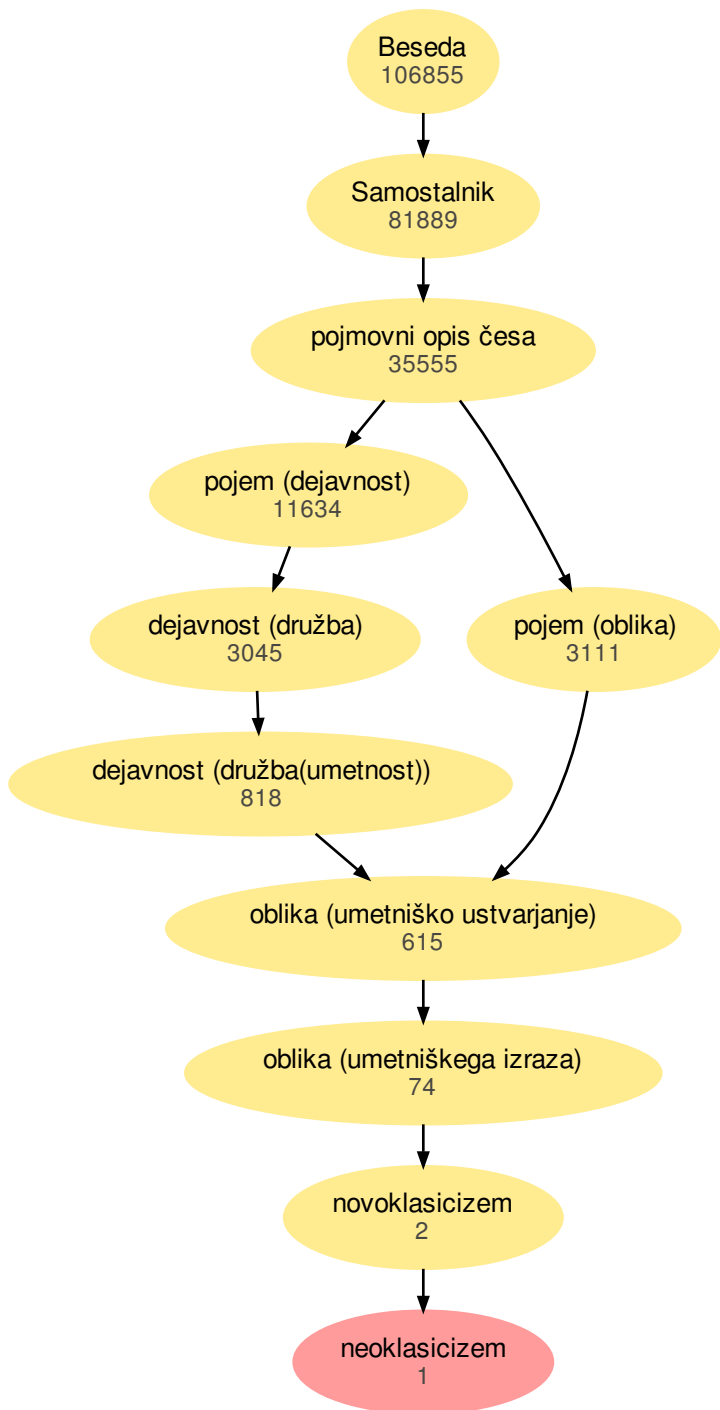 Beseda
106855
Samostalnik
81889
pojmovni opis česa
35555
pojem (dejavnost)
11634
dejavnost (družba)
3045
pojem (oblika)
3111
dejavnost (družba(umetnost))
818
oblika (umetniško ustvarjanje)
615
oblika (umetniškega izraza)
74
novoklasicizem
2
neoklasicizem
1